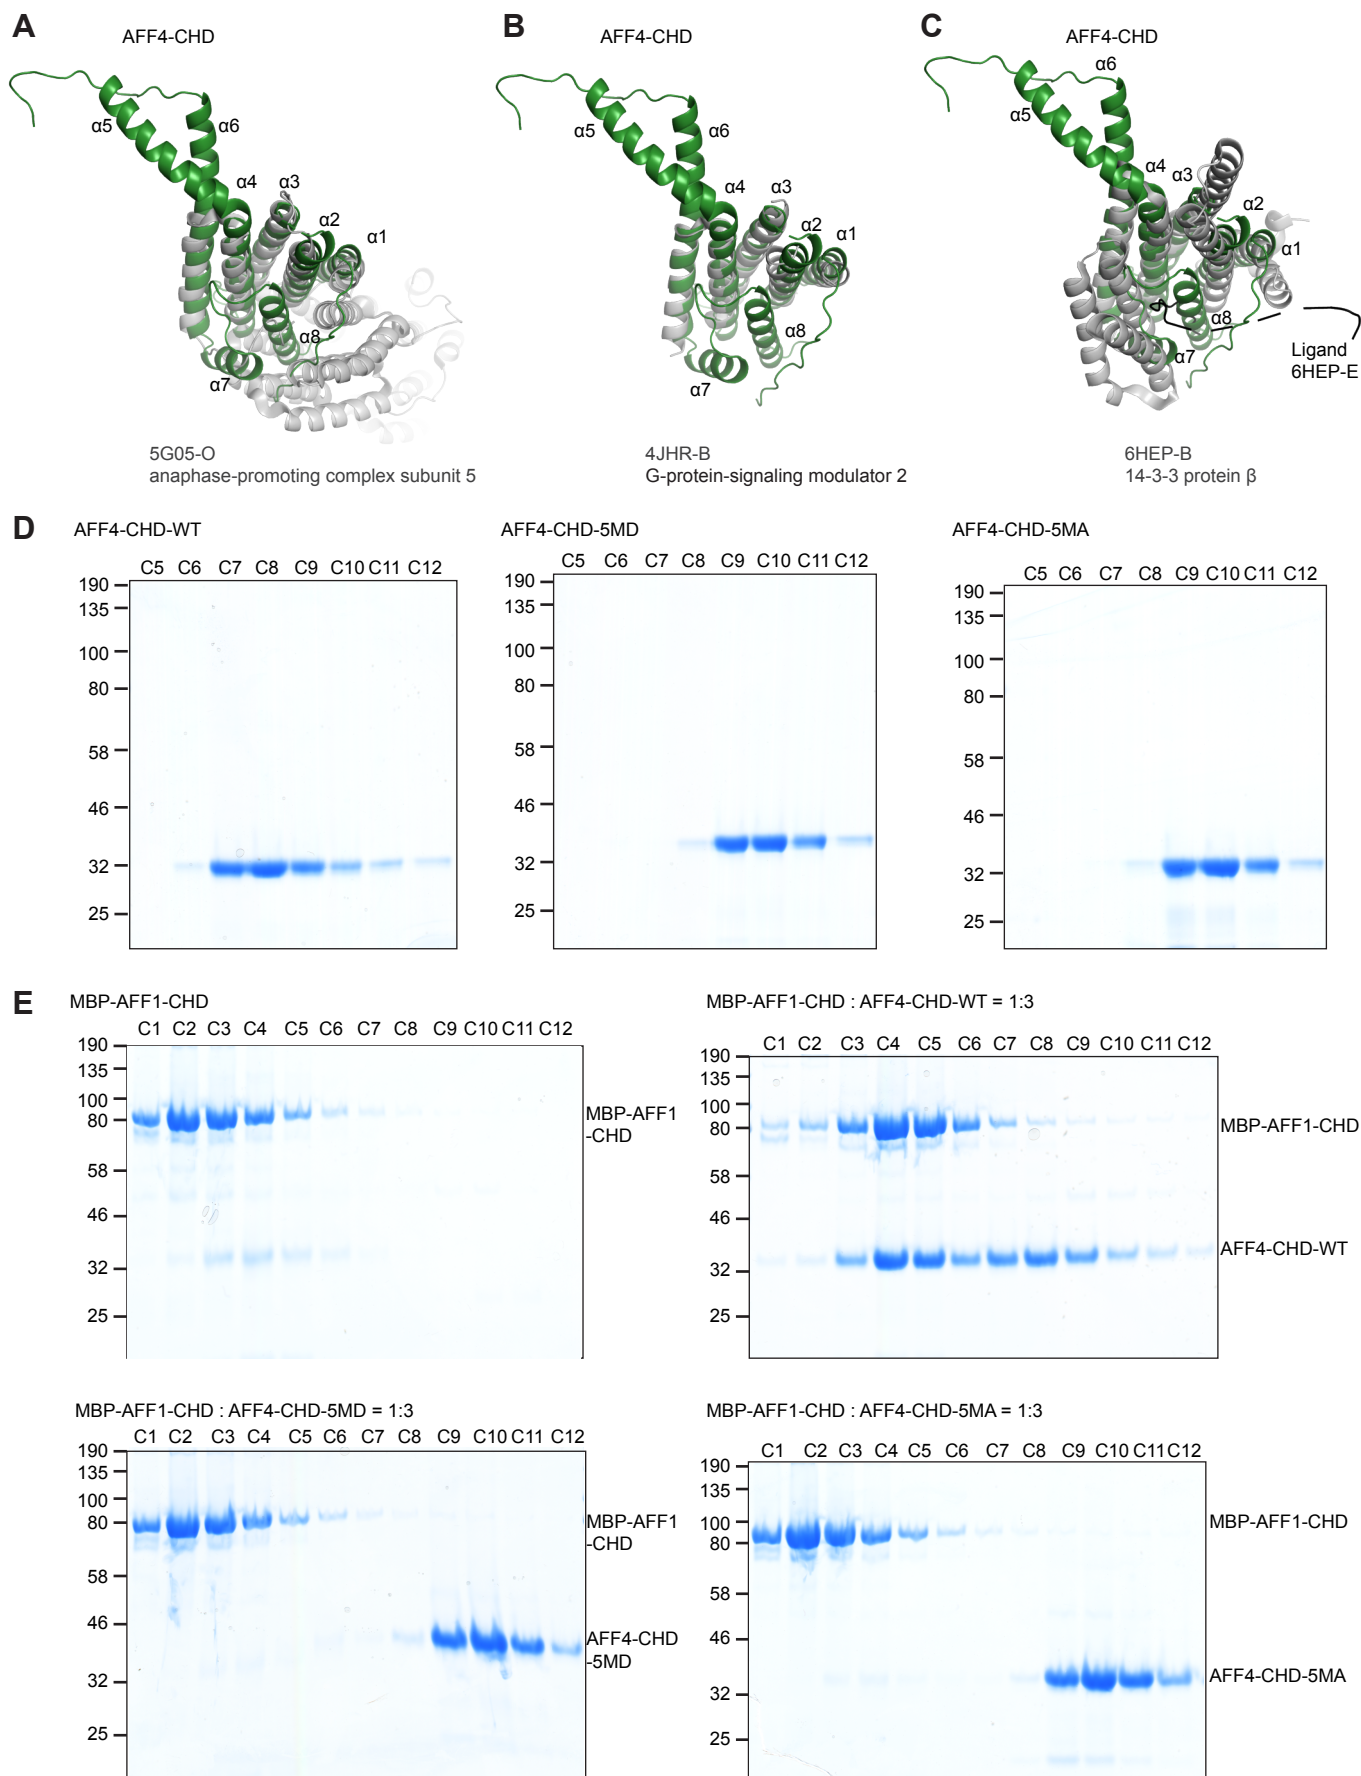 A
AFF4-CHD
α5
α6
α4
α3
α2
α1
α8
α7
5G05-O
anaphase-promoting complex subunit 5
B
AFF4-CHD
α5
α6
α4
α3
α2
α1
α8
α7
4JHR-B
G-protein-signaling modulator 2
C
AFF4-CHD
α6
α5
α4
α3
α2
α1
α8
α7
Ligand
6HEP-E
6HEP-B
14-3-3 protein β
D
AFF4-CHD-WT
C5 C6 C7 C8 C9 C10 C11 C12
190
135
100
80
58
46
32
25
AFF4-CHD-5MD
C5 C6 C7 C8 C9 C10 C11 C12
190
135
100
80
58
46
32
25
AFF4-CHD-5MA
C5 C6 C7 C8 C9 C10 C11 C12
190
135
100
80
58
46
32
25
E
MBP-AFF1-CHD
C1 C2 C3 C4 C5 C6 C7 C8 C9 C10 C11 C12
190
135
100
80
58
46
32
25
MBP-AFF1
-CHD
MBP-AFF1-CHD : AFF4-CHD-WT = 1:3
C1 C2 C3 C4 C5 C6 C7 C8 C9 C10 C11 C12
190
135
100
80
58
46
32
25
MBP-AFF1-CHD
AFF4-CHD-WT
MBP-AFF1-CHD : AFF4-CHD-5MD = 1:3
C1 C2 C3 C4 C5 C6 C7 C8 C9 C10 C11 C12
190
135
100
80
58
46
32
25
MBP-AFF1
-CHD
AFF4-CHD
-5MD
MBP-AFF1-CHD : AFF4-CHD-5MA = 1:3
C1 C2 C3 C4 C5 C6 C7 C8 C9 C10 C11 C12
190
135
100
80
58
46
32
25
MBP-AFF1-CHD
AFF4-CHD-5MA